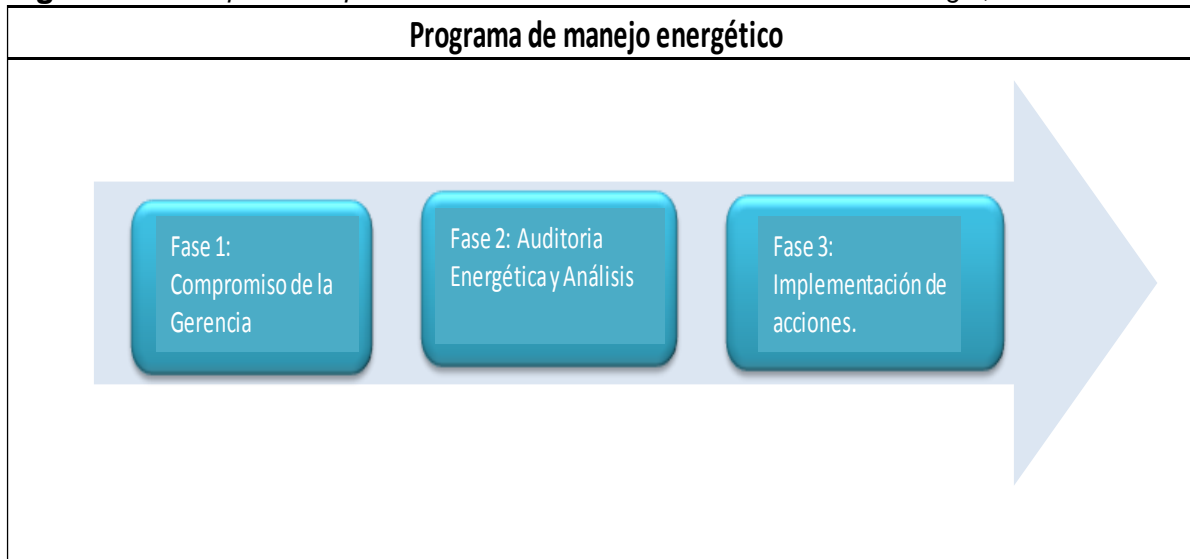 Programa de manejo energético
Fase 1:
Compromiso de la
Gerencia
Fase 2: Auditoria
Energética y Análisis
Fase 3:
Implementación de
acciones.